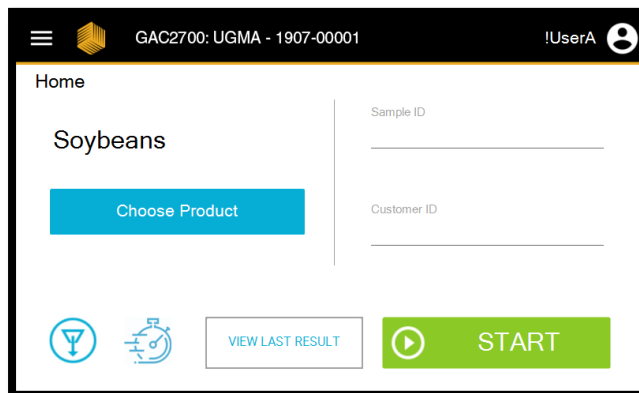 GAC2700: UGMA - 1907-00001
!UserA
Home
Soybeans
Choose Product
Sample ID
Customer ID
VIEW LAST RESULT
START